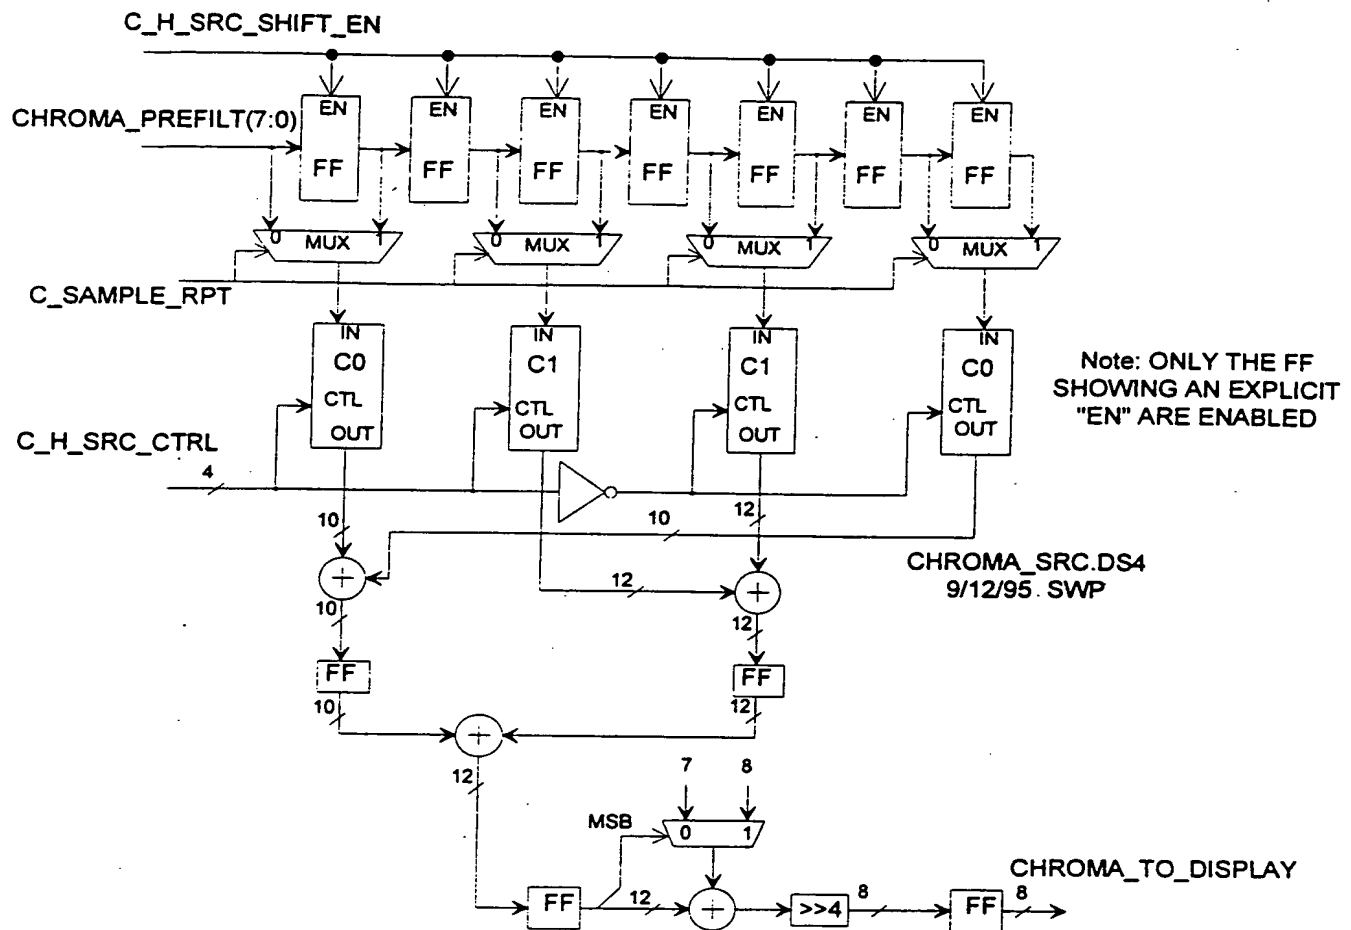 C_H_SRC_SHIFT_EN
EN EN EN EN EN EN EN
CHROMA_PREFILT(7:0)
FF FF FF FF FF FF FF
0 MUX 1 0 MUX 1 0 MUX 1 0 MUX 1
C_SAMPLE_RPT
IN IN IN IN
C0 C1 C1 C0
CTL CTL CTL CTL
OUT OUT OUT OUT
Note: ONLY THE FF
SHOWING AN EXPLICIT
"EN" ARE ENABLED
C_H_SRC_CTRL
4
10 10 12
CHROMA_SRC.DS4
9/12/95. SWP
12
10 12
FF FF
10 12
12
7 8
MSB
0 1
CHROMA_TO_DISPLAY
FF 12 >>4 8 FF 8